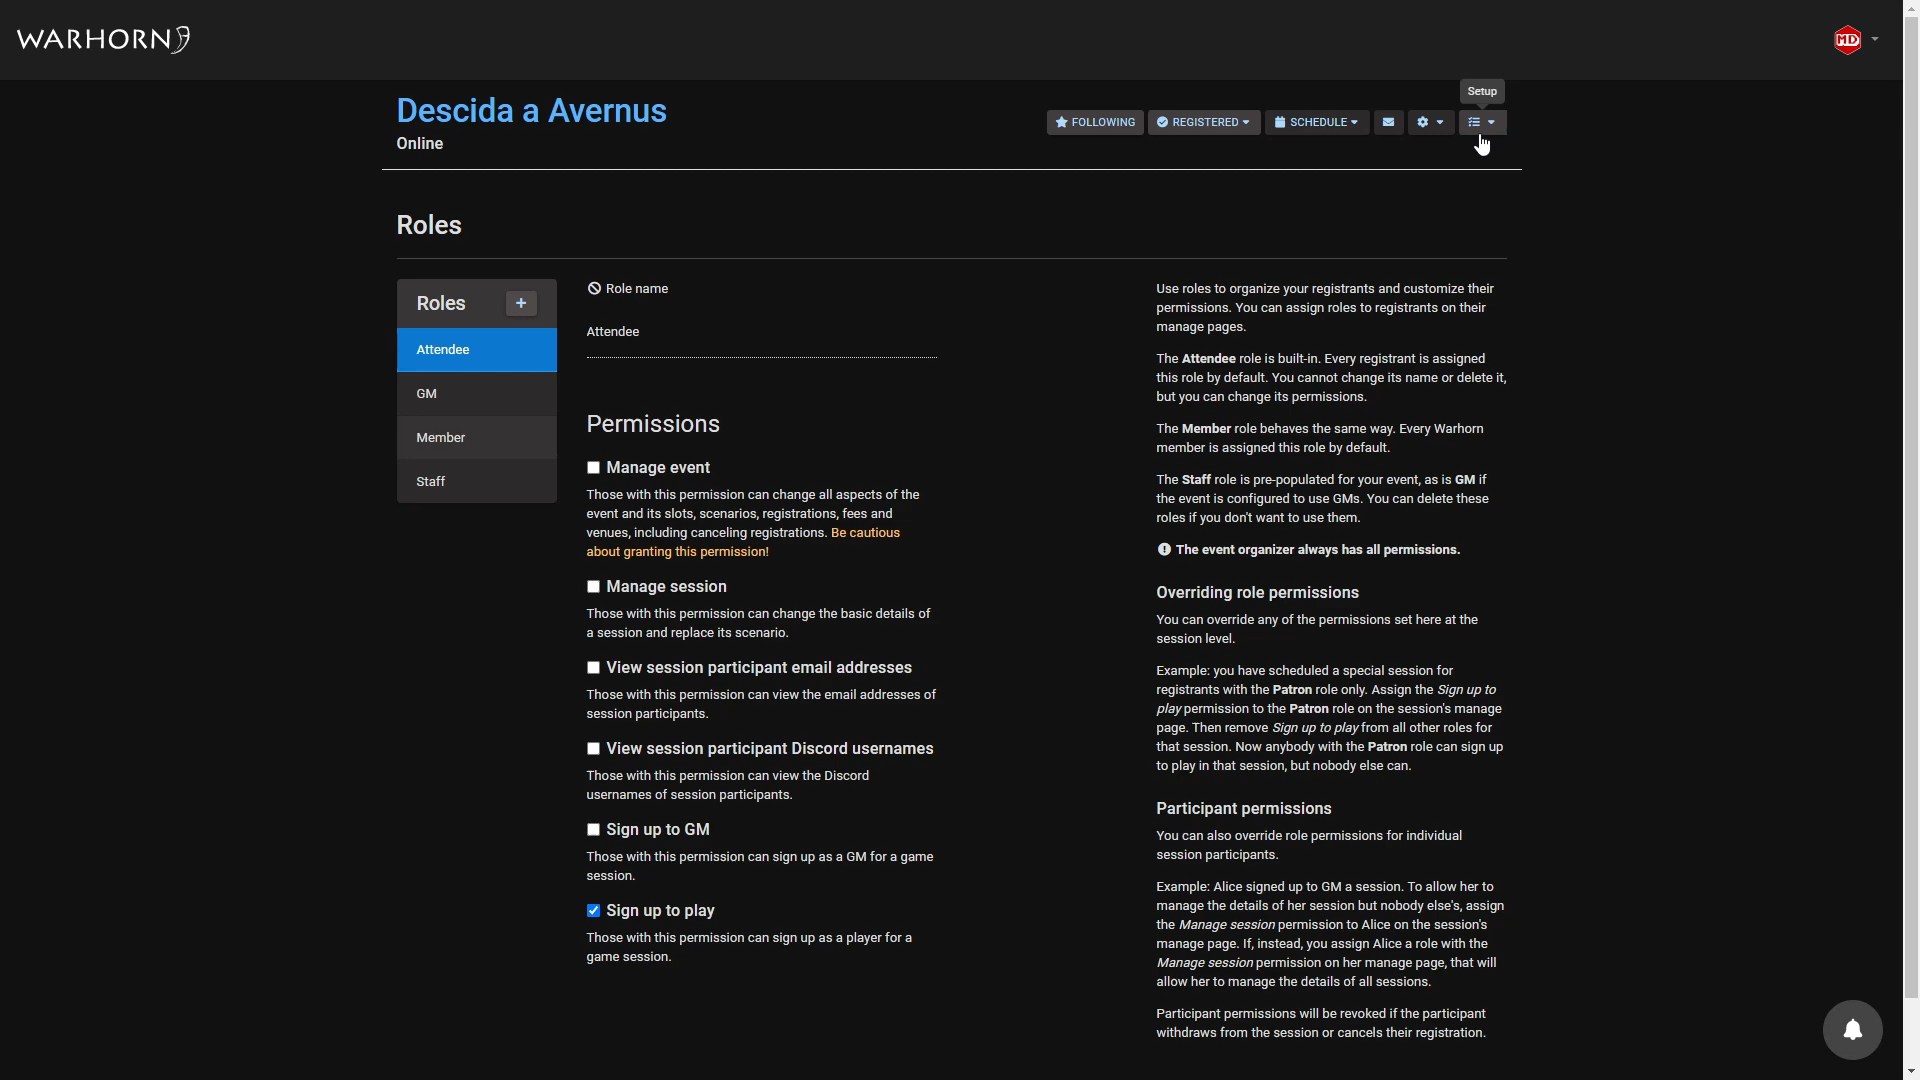 WARHORN
MD
Setup
Descida a Avernus
Online
FOLLOWING
REGISTERED
SCHEDULE
Roles
Roles
+
Attendee
GM
Member
Staff
Role name
Attendee
Permissions
Manage event
Those with this permission can change all aspects of the
event and its slots, scenarios, registrations, fees and
venues, including canceling registrations. Be cautious
about granting this permission!
Manage session
Those with this permission can change the basic details of
a session and replace its scenario.
View session participant email addresses
Those with this permission can view the email addresses of
session participants.
View session participant Discord usernames
Those with this permission can view the Discord
usernames of session participants.
Sign up to GM
Those with this permission can sign up as a GM for a game
session.
Sign up to play
Those with this permission can sign up as a player for a
game session.
Use roles to organize your registrants and customize their
permissions. You can assign roles to registrants on their
manage pages.
The Attendee role is built-in. Every registrant is assigned
this role by default. You cannot change its name or delete it,
but you can change its permissions.
The Member role behaves the same way. Every Warhorn
member is assigned this role by default.
The Staff role is pre-populated for your event, as is GM if
the event is configured to use GMs. You can delete these
roles if you don't want to use them.
The event organizer always has all permissions.
Overriding role permissions
You can override any of the permissions set here at the
session level.
Example: you have scheduled a special session for
registrants with the Patron role only. Assign the Sign up to
play permission to the Patron role on the session's manage
page. Then remove Sign up to play from all other roles for
that session. Now anybody with the Patron role can sign up
to play in that session, but nobody else can.
Participant permissions
You can also override role permissions for individual
session participants.
Example: Alice signed up to GM a session. To allow her to
manage the details of her session but nobody else's, assign
the Manage session permission to Alice on the session's
manage page. If, instead, you assign Alice a role with the
Manage session permission on her manage page, that will
allow her to manage the details of all sessions.
Participant permissions will be revoked if the participant
withdraws from the session or cancels their registration.